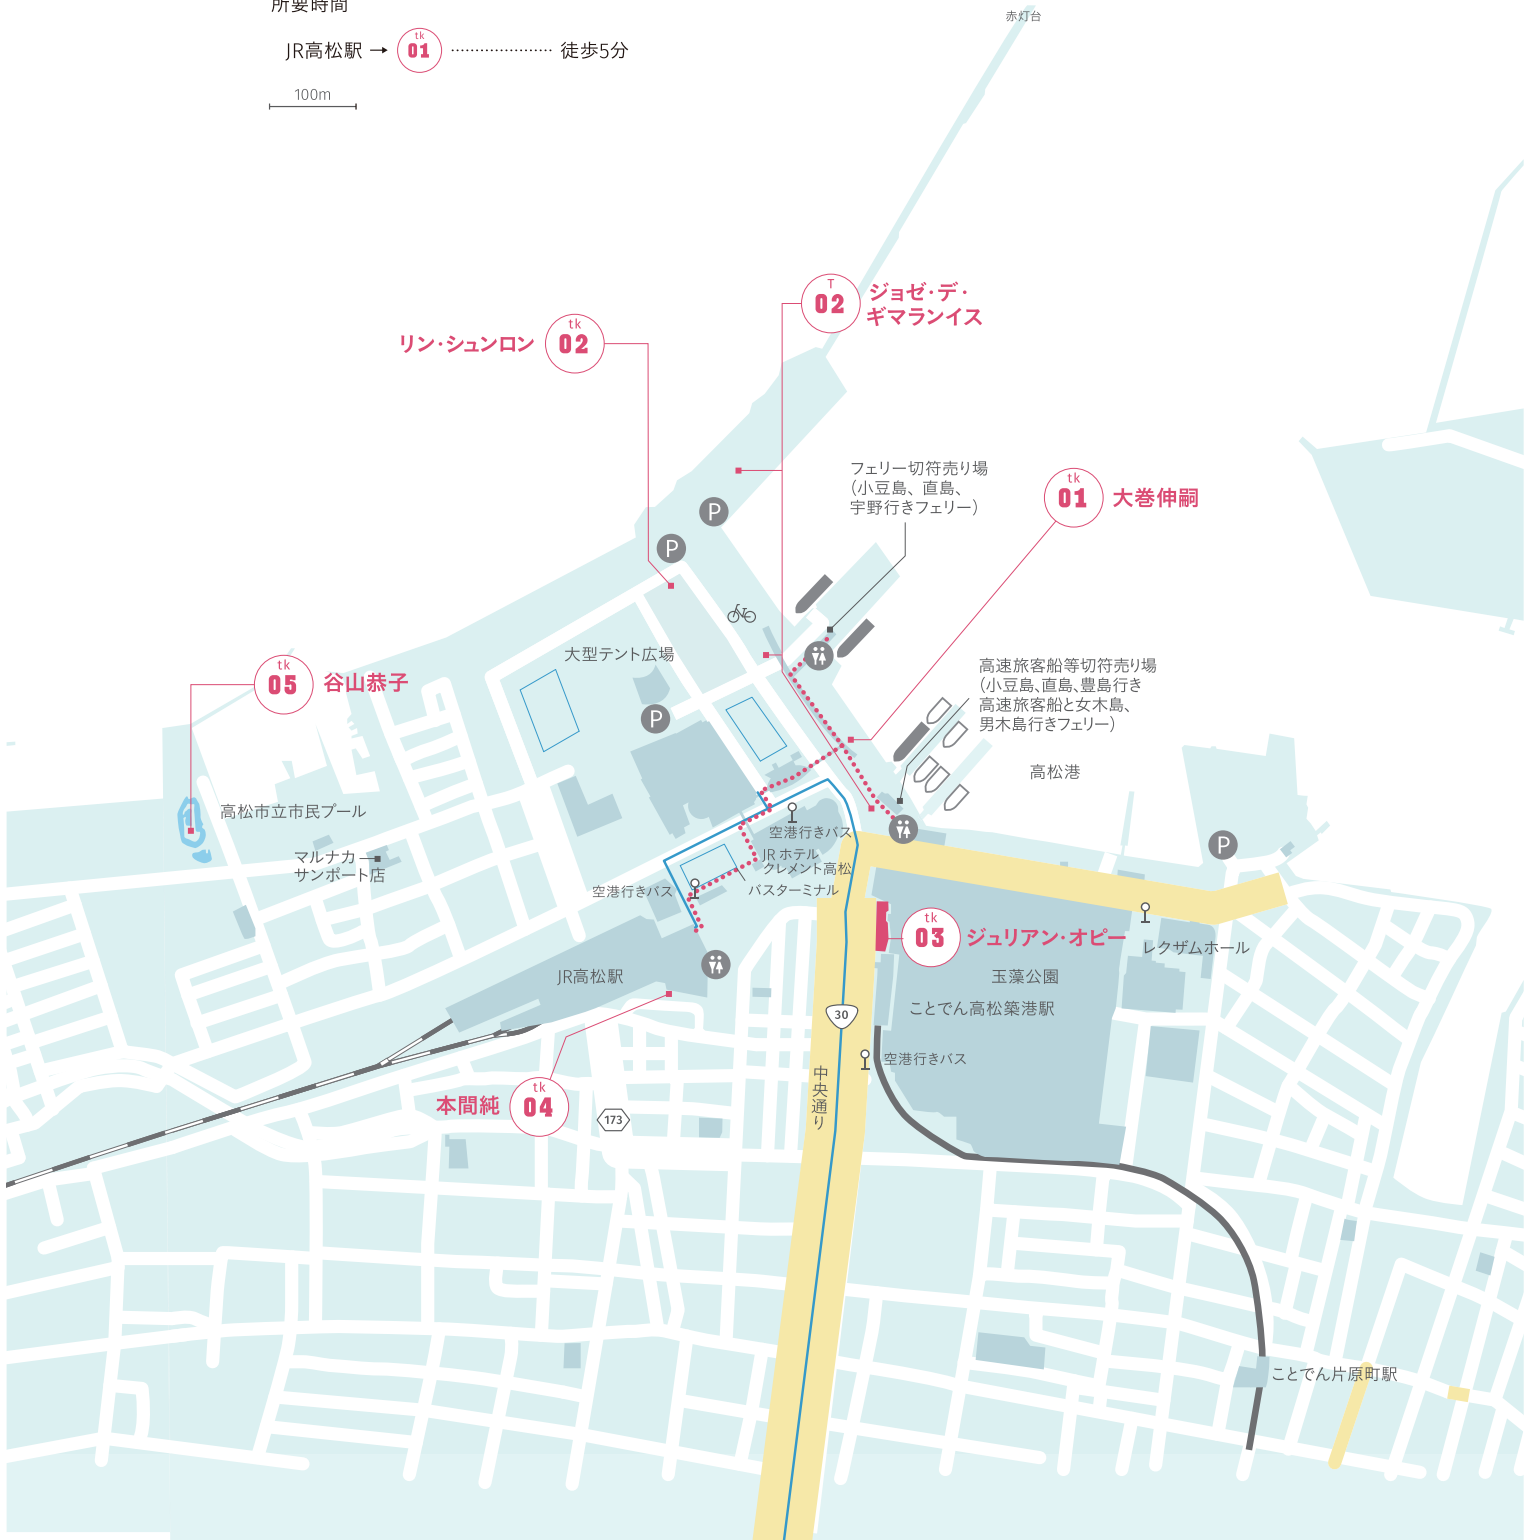 所要時間
JR高松駅 → tk 01 ………………… 徒歩5分
100m
赤灯台
T
02
ジョゼ・デ・
ギマランイス
リン・シュンロン
tk
02
フェリー切符売り場
（小豆島、直島、
宇野行きフェリー）
tk
01
大巻伸嗣
P
P
大型テント広場
高速旅客船等切符売り場
（小豆島、直島、豊島行き
高速旅客船と女木島、
男木島行きフェリー）
tk
05
谷山恭子
P
高松港
高松市立市民プール
空港行きバス
マルナカ
サンポート店
JR ホテル
クレメント高松
P
空港行きバス
バスターミナル
tk
03
ジュリアン・オピー
レクザムホール
JR高松駅
玉藻公園
ことでん高松築港駅
30
空港行きバス
中央通り
本間純
tk
04
173
ことでん片原町駅